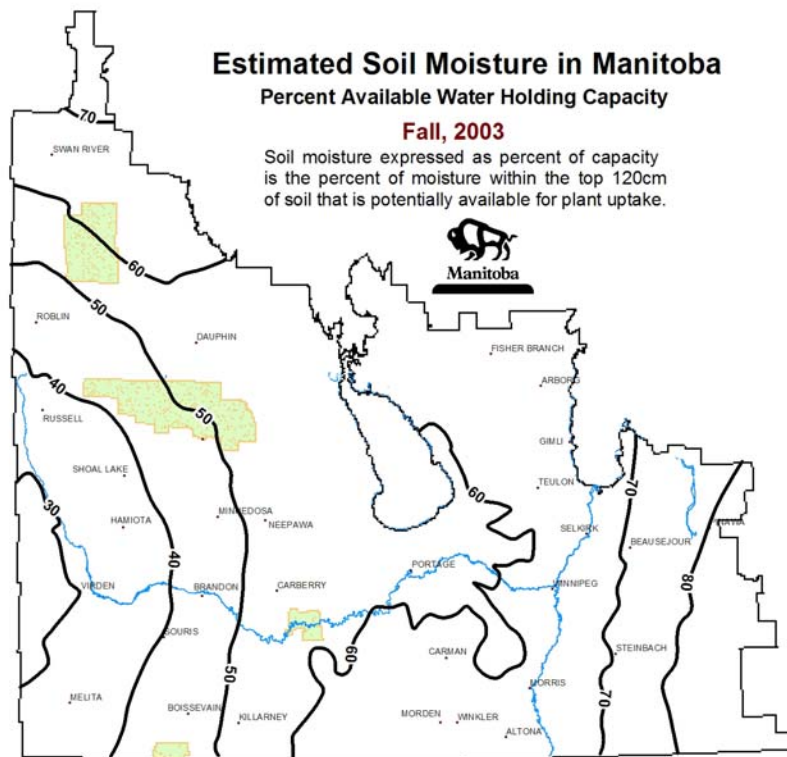 Estimated Soil Moisture in Manitoba
Percent Available Water Holding Capacity
Fall, 2003
Soil moisture expressed as percent of capacity
is the percent of moisture within the top 120cm
of soil that is potentially available for plant uptake.
Manitoba
70
SWAN RIVER
60
50
ROBLIN
DAUPHIN
FISHER BRANCH
40
ARBORG
RUSSELL
50
GIMLI
SHOAL LAKE
TEULON
70
30
60
HAMIOTA
MINNEDOSA
NEEPAWA
SELKIRK
BEAUSEJOUR
40
PORTAGE
80
VIRDEN
BRANDON
CARBERRY
WINNIPEG
SOURIS
60
CARMAN
STEINBACH
50
MELITA
MORRIS
70
BOISSEVAIN
KILLARNEY
MORDEN
WINKLER
ALTONA